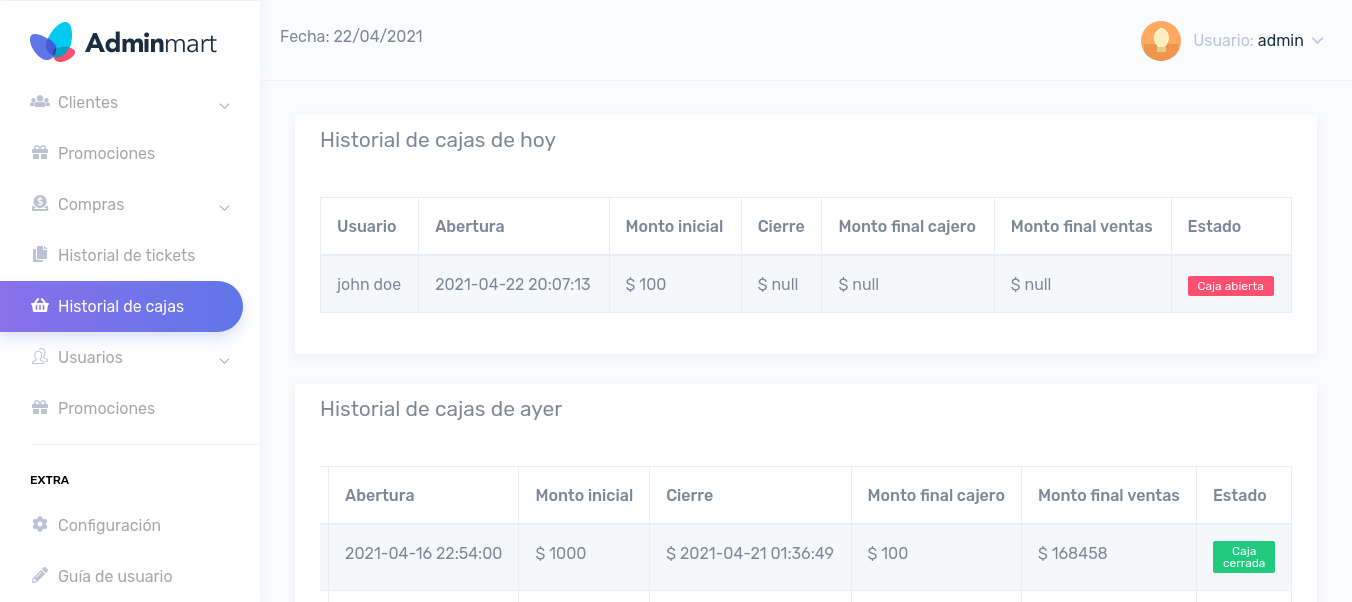 Adminmart
Fecha: 22/04/2021
Usuario: admin
Clientes
Promociones
Compras
Historial de tickets
Historial de cajas
Usuarios
Promociones
EXTRA
Configuración
Guía de usuario
Historial de cajas de hoy
Usuario Abertura Monto inicial Cierre Monto final cajero Monto final ventas Estado
john doe 2021-04-22 20:07:13 $ 100 $ null $ null $ null Caja abierta
Historial de cajas de ayer
Abertura Monto inicial Cierre Monto final cajero Monto final ventas Estado
2021-04-16 22:54:00 $ 1000 $ 2021-04-21 01:36:49 $ 100 $ 168458 Caja
cerrada